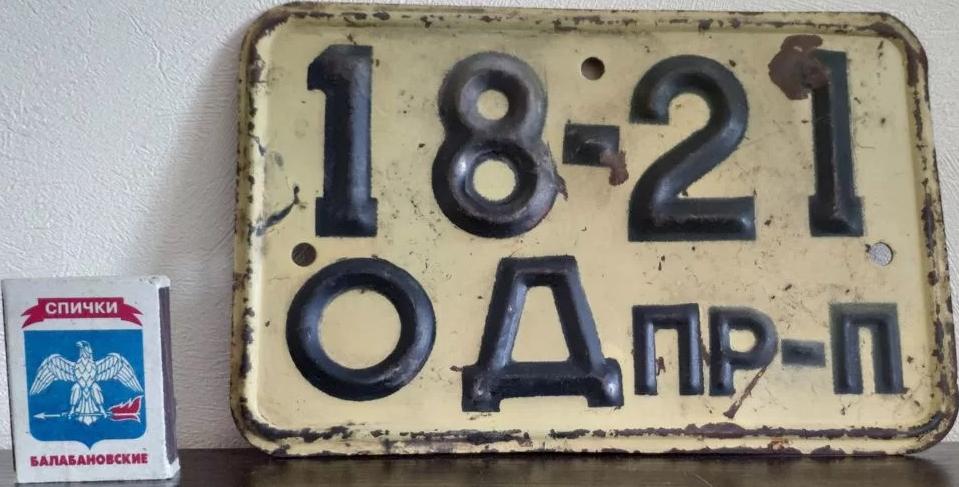 18-21
ОД ПР-П
СПИЧКИ
БАЛАБАНОВСКИЕ